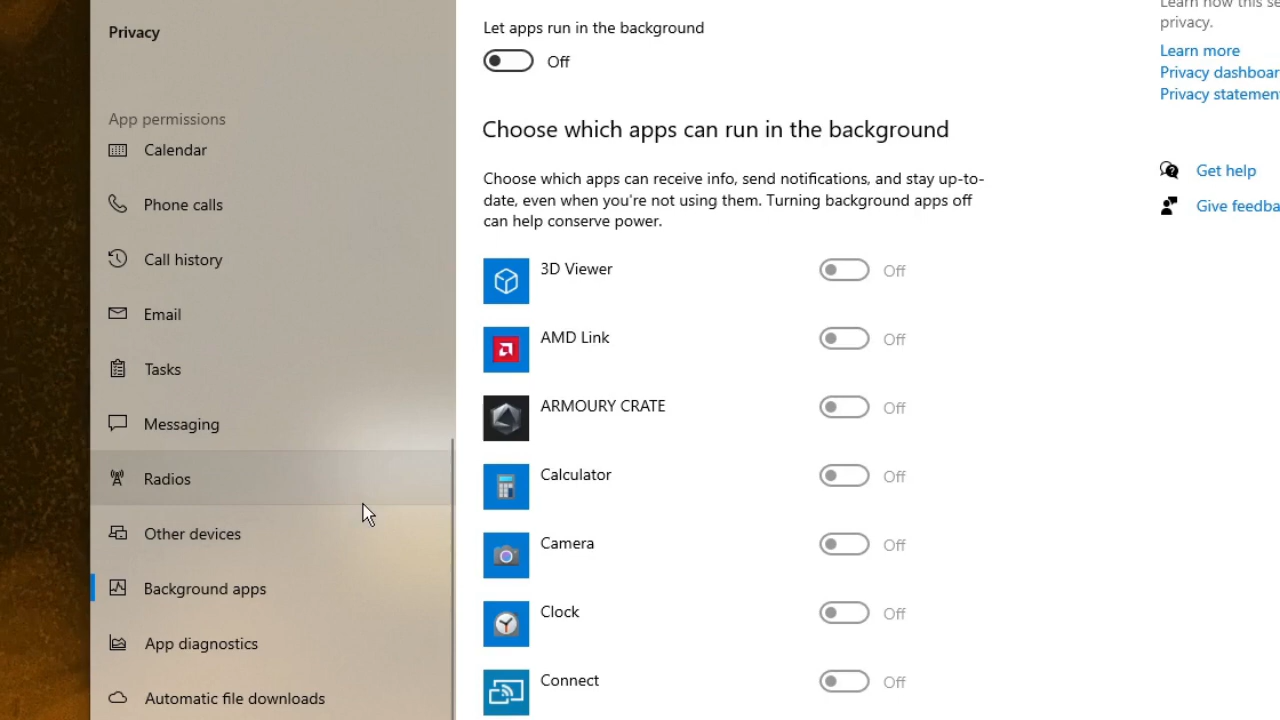 Privacy
App permissions
Calendar
Phone calls
Call history
Email
Tasks
Messaging
Radios
Other devices
Background apps
App diagnostics
Automatic file downloads
Let apps run in the background
Off
Choose which apps can run in the background
Choose which apps can receive info, send notifications, and stay up-to-
date, even when you're not using them. Turning background apps off
can help conserve power.
3D Viewer Off
AMD Link Off
ARMOURY CRATE Off
Calculator Off
Camera Off
Clock Off
Connect Off
Learn how this se
privacy.
Learn more
Privacy dashboar
Privacy statement
Get help
Give feedba